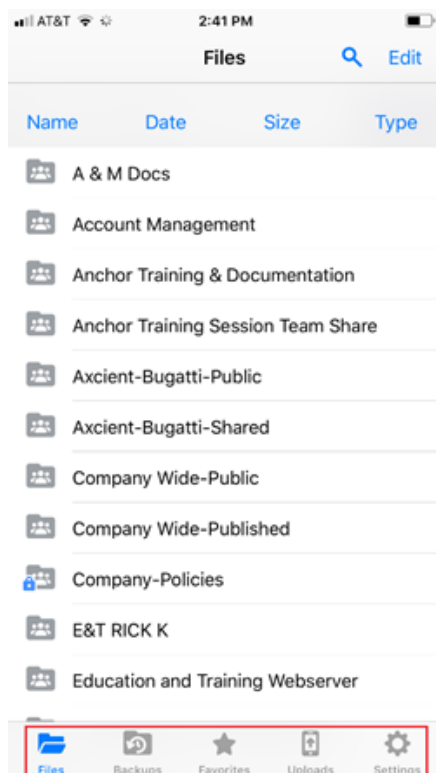 AT&T 2:41 PM
Files Edit
Name Date Size Type
A & M Docs
Account Management
Anchor Training & Documentation
Anchor Training Session Team Share
Axcient-Bugatti-Public
Axcient-Bugatti-Shared
Company Wide-Public
Company Wide-Published
Company-Policies
E&T RICK K
Education and Training Webserver
Files Backups Favorites Uploads Settings